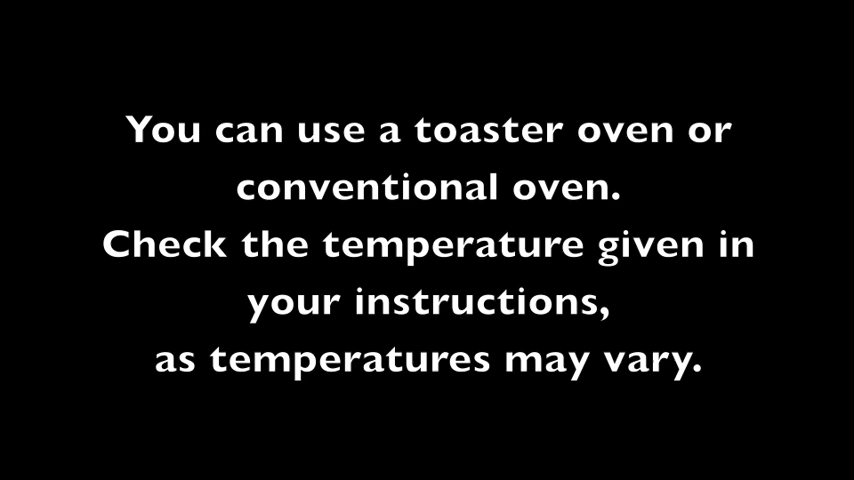 You can use a toaster oven or
conventional oven.
Check the temperature given in
your instructions,
as temperatures may vary.